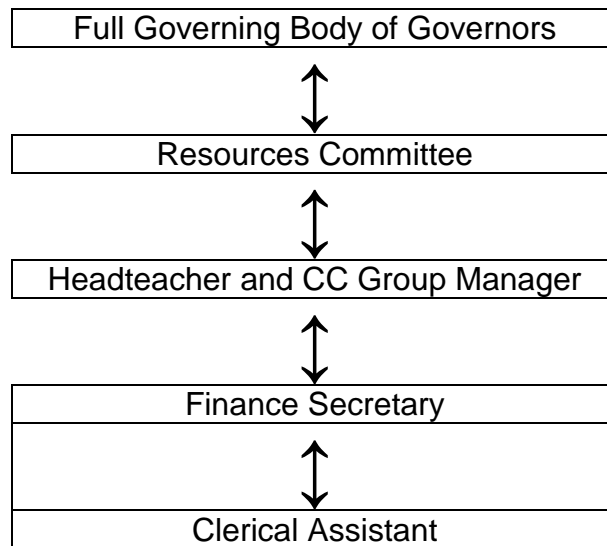 Full Governing Body of Governors
Resources Committee
Headteacher and CC Group Manager
Finance Secretary
Clerical Assistant